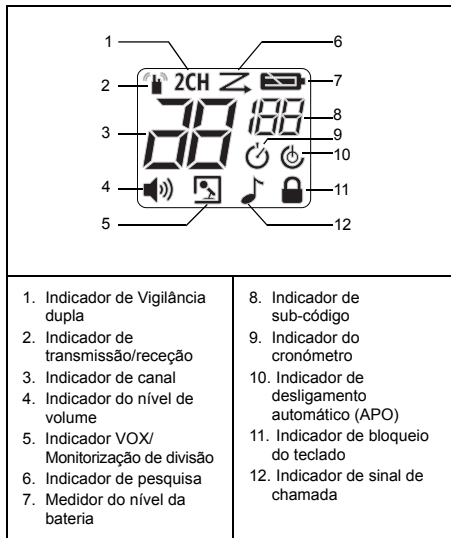 1
6
2CH
2
7
188
8
3
38
9
10
4
11
5
12
1. Indicador de Vigilância
dupla
2. Indicador de
transmissão/receção
3. Indicador de canal
4. Indicador do nível de
volume
5. Indicador VOX/
Monitorização de divisão
6. Indicador de pesquisa
7. Medidor do nível da
bateria
8. Indicador de
sub-código
9. Indicador do
cronómetro
10. Indicador de
desligamento
automático (APO)
11. Indicador de bloqueio
do teclado
12. Indicador de sinal de
chamada